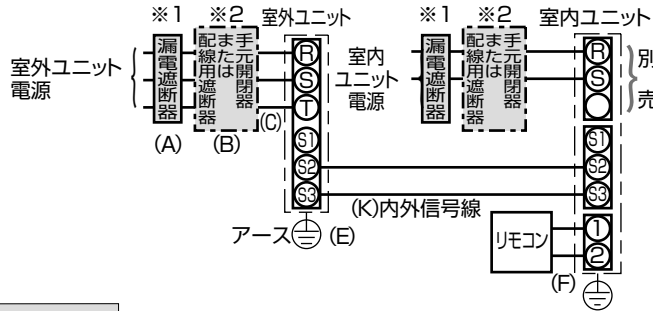 ※1 ※2 室外ユニット
漏電遮断器
手元開閉器
または
配線用遮断器
室外ユニット
電源
R
S
T
S1
S2
S3
(A)
(B)
(C)
アース (E)
※1 ※2 室内ユニット
室内
ユニット
電源
漏電遮断器
手元開閉器
または
配線用遮断器
R
S
別
売
S1
S2
S3
(K)内外信号線
リモコン
1
2
(F)